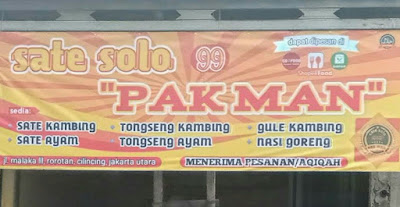 sate solo 99
dapat dipesan di
"PAK MAN"
sedia:
• SATE KAMBING • TONGSENG KAMBING • GULE KAMBING
• SATE AYAM • TONGSENG AYAM • NASI GORENG
jl. malaka III, rorotan, cilincing, jakarta utara
MENERIMA PESANAN/AQIQAH